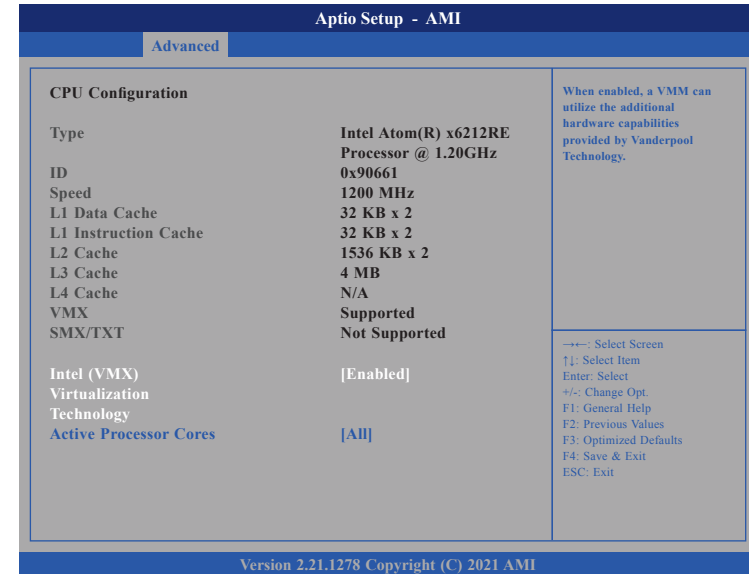 Aptio Setup - AMI
Advanced
CPU Configuration
Type Intel Atom(R) x6212RE
Processor @ 1.20GHz
ID 0x90661
Speed 1200 MHz
L1 Data Cache 32 KB x 2
L1 Instruction Cache 32 KB x 2
L2 Cache 1536 KB x 2
L3 Cache 4 MB
L4 Cache N/A
VMX Supported
SMX/TXT Not Supported
Intel (VMX) [Enabled]
Virtualization
Technology
Active Processor Cores [All]
When enabled, a VMM can
utilize the additional
hardware capabilities
provided by Vanderpool
Technology.
→←: Select Screen
↑↓: Select Item
Enter: Select
+/-: Change Opt.
F1: General Help
F2: Previous Values
F3: Optimized Defaults
F4: Save & Exit
ESC: Exit
Version 2.21.1278 Copyright (C) 2021 AMI